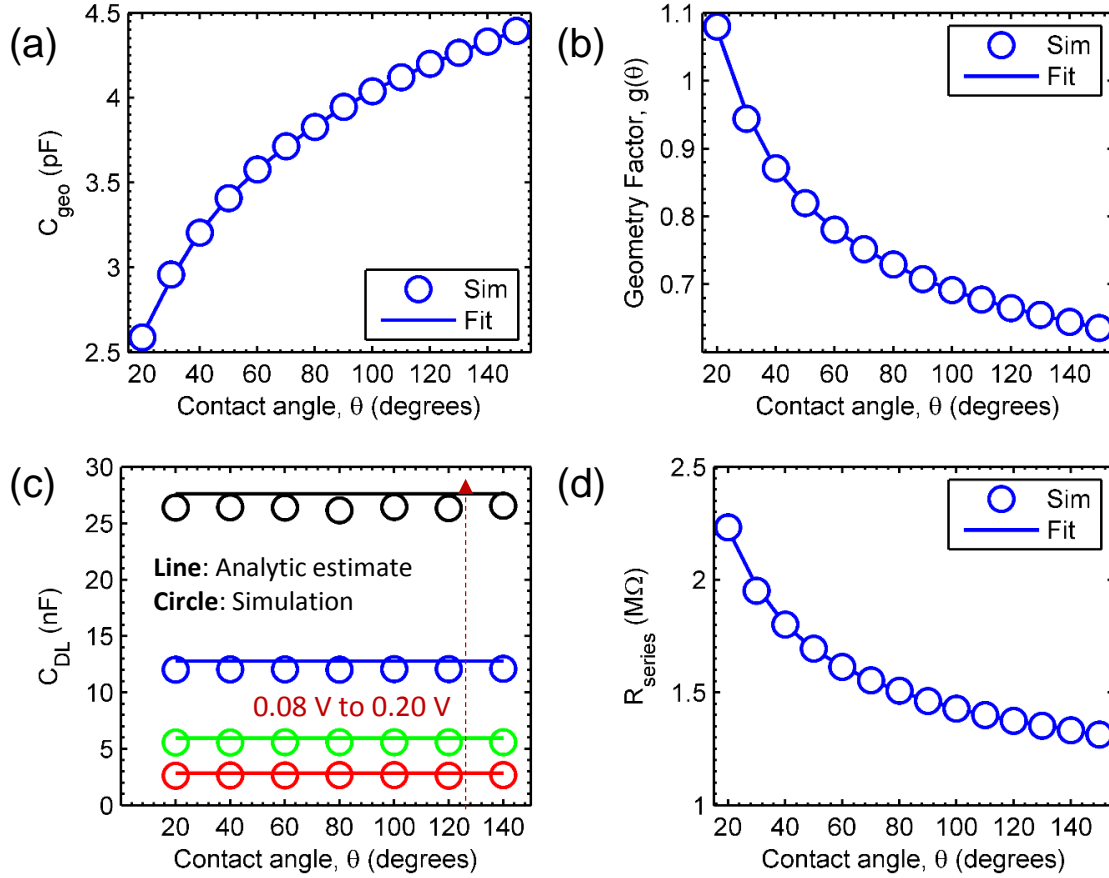 (a)
4.5
4
3.5
3
2.5
C_geo (pF)
Sim
Fit
20 40 60 80 100 120 140
Contact angle, θ (degrees)
(b)
1.1
1
0.9
0.8
0.7
Geometry Factor, g(θ)
Sim
Fit
20 40 60 80 100 120 140
Contact angle, θ (degrees)
(c)
30
25
20
15
10
5
0
C_DL (nF)
Line: Analytic estimate
Circle: Simulation
0.08 V to 0.20 V
20 40 60 80 100 120 140
Contact angle, θ (degrees)
(d)
2.5
2
1.5
1
R_series (MΩ)
Sim
Fit
20 40 60 80 100 120 140
Contact angle, θ (degrees)